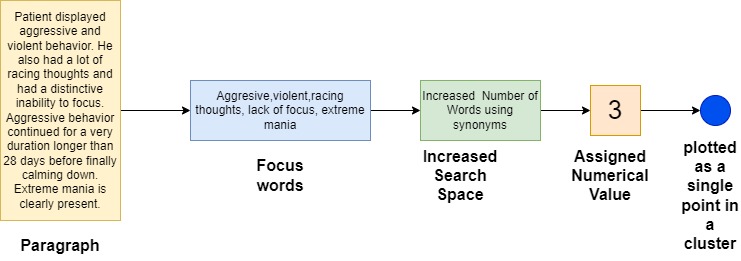 Patient displayed
aggressive and
violent behavior. He
also had a lot of
racing thoughts and
had a distinctive
inability to focus.
Aggressive behavior
continued for a very
duration longer than
28 days before finally
calming down.
Extreme mania is
clearly present.
Paragraph
Aggresive,violent,racing
thoughts, lack of focus, extreme
mania
Focus
words
Increased Number of
Words using
synonyms
Increased
Search
Space
3
Assigned
Numerical
Value
plotted
as a
single
point in
a
cluster